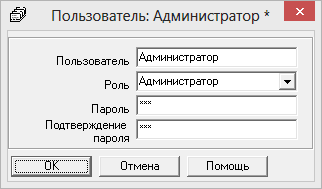 Пользователь: Администратор *
Пользователь Администратор
Роль Администратор
Пароль ***
Подтверждение пароля ***
OK Отмена Помощь